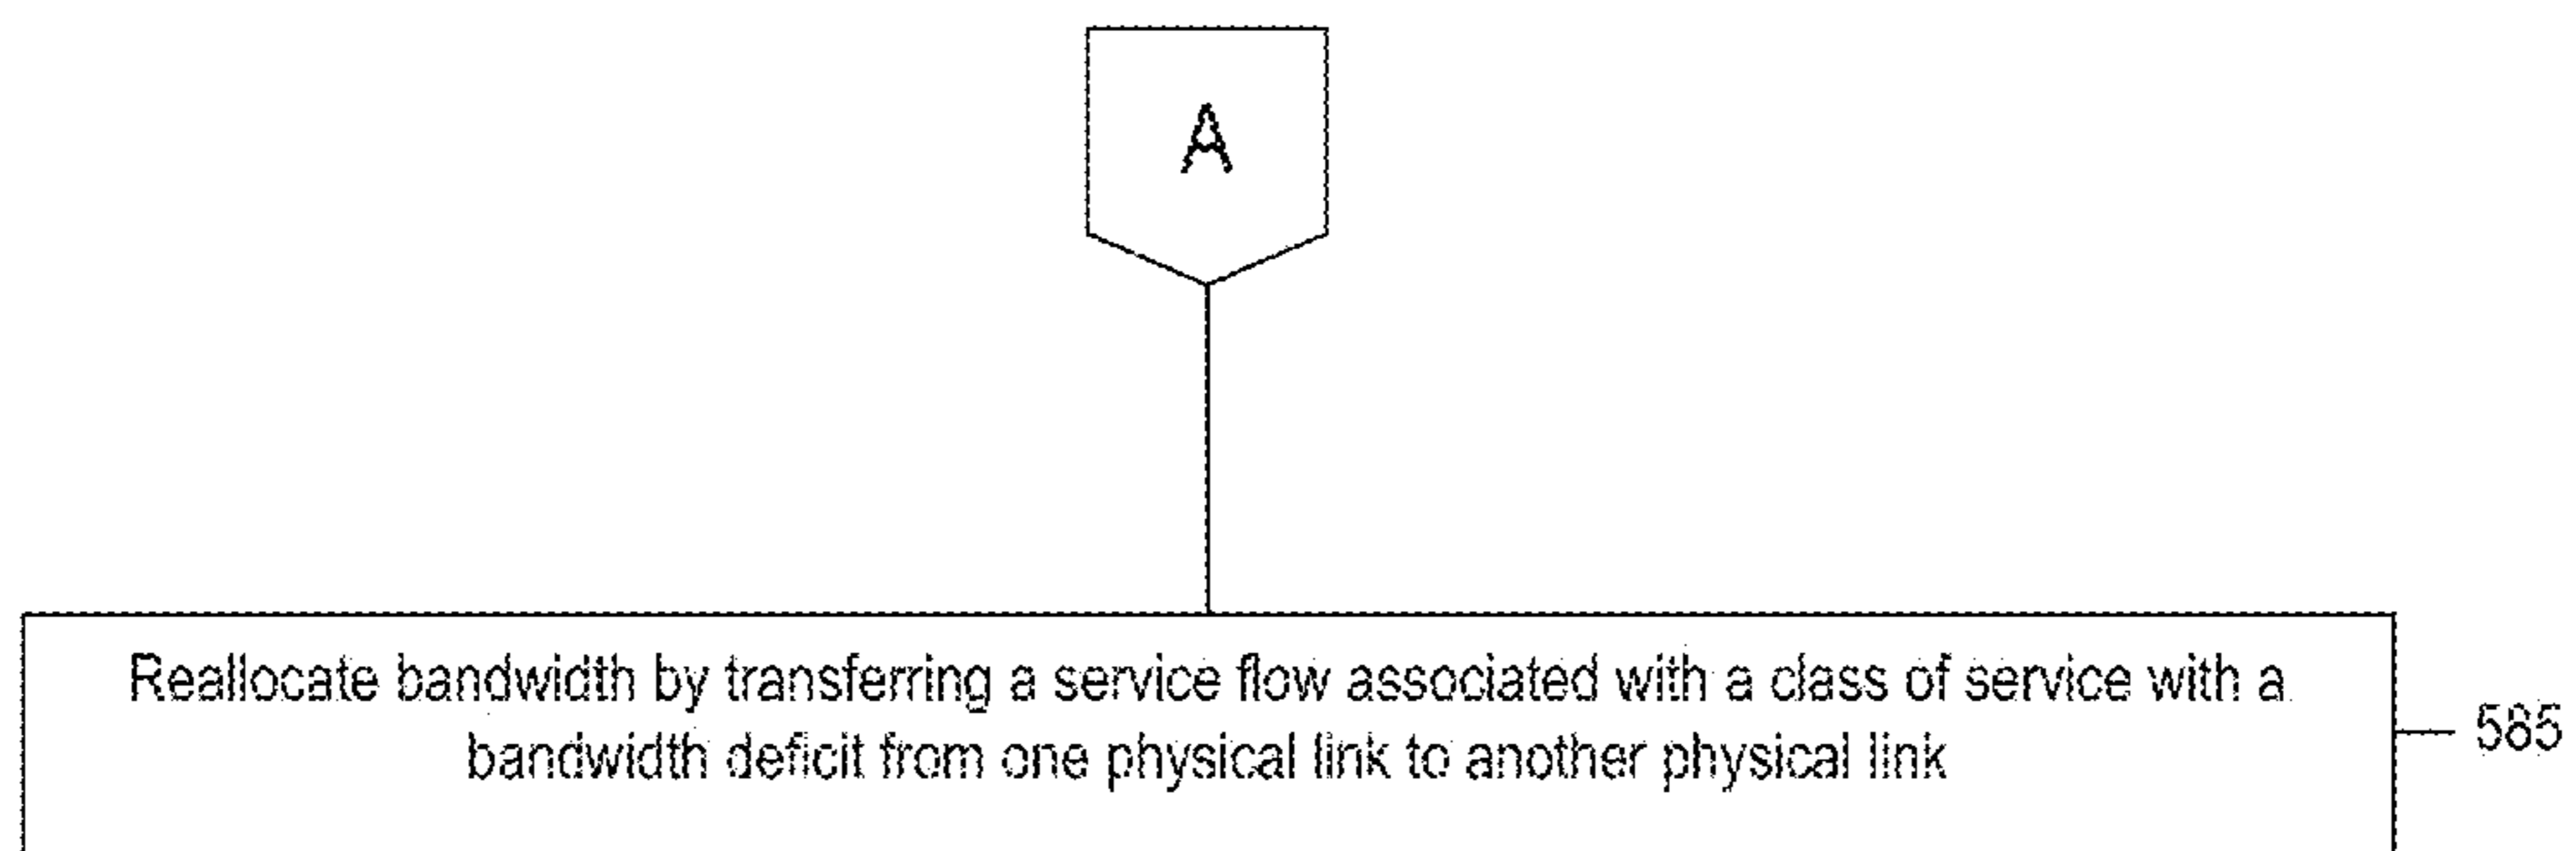 A
Reallocate bandwidth by transferring a service flow associated with a class of service with a
bandwidth deficit from one physical link to another physical link
585